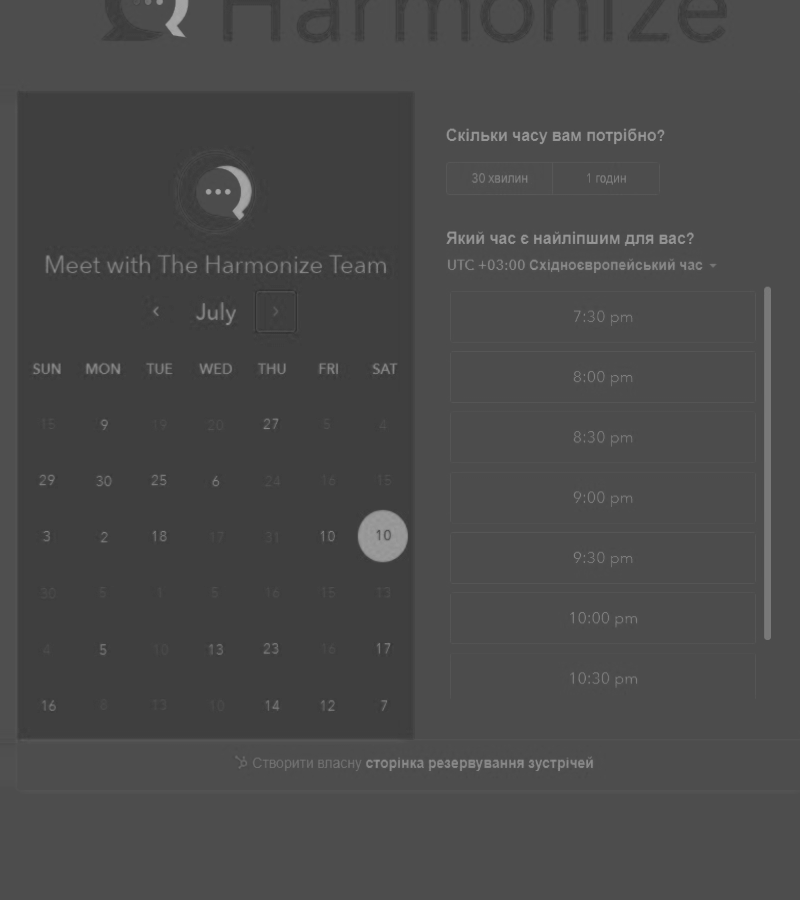 Harmonize
Meet with The Harmonize Team
July
SUN MON TUE WED THU FRI SAT
15 9 19 20 27 5 4
29 30 25 6 24 16 15
3 2 18 17 31 10 10
30 5 1 5 16 15 13
4 5 10 13 23 16 17
16 8 13 10 14 12 7
Скільки часу вам потрібно?
30 хвилин 1 годин
Який час є найліпшим для вас?
UTC +03:00 Східноєвропейський час
7:30 pm
8:00 pm
8:30 pm
9:00 pm
9:30 pm
10:00 pm
10:30 pm
Створити власну сторінка резервування зустрічей